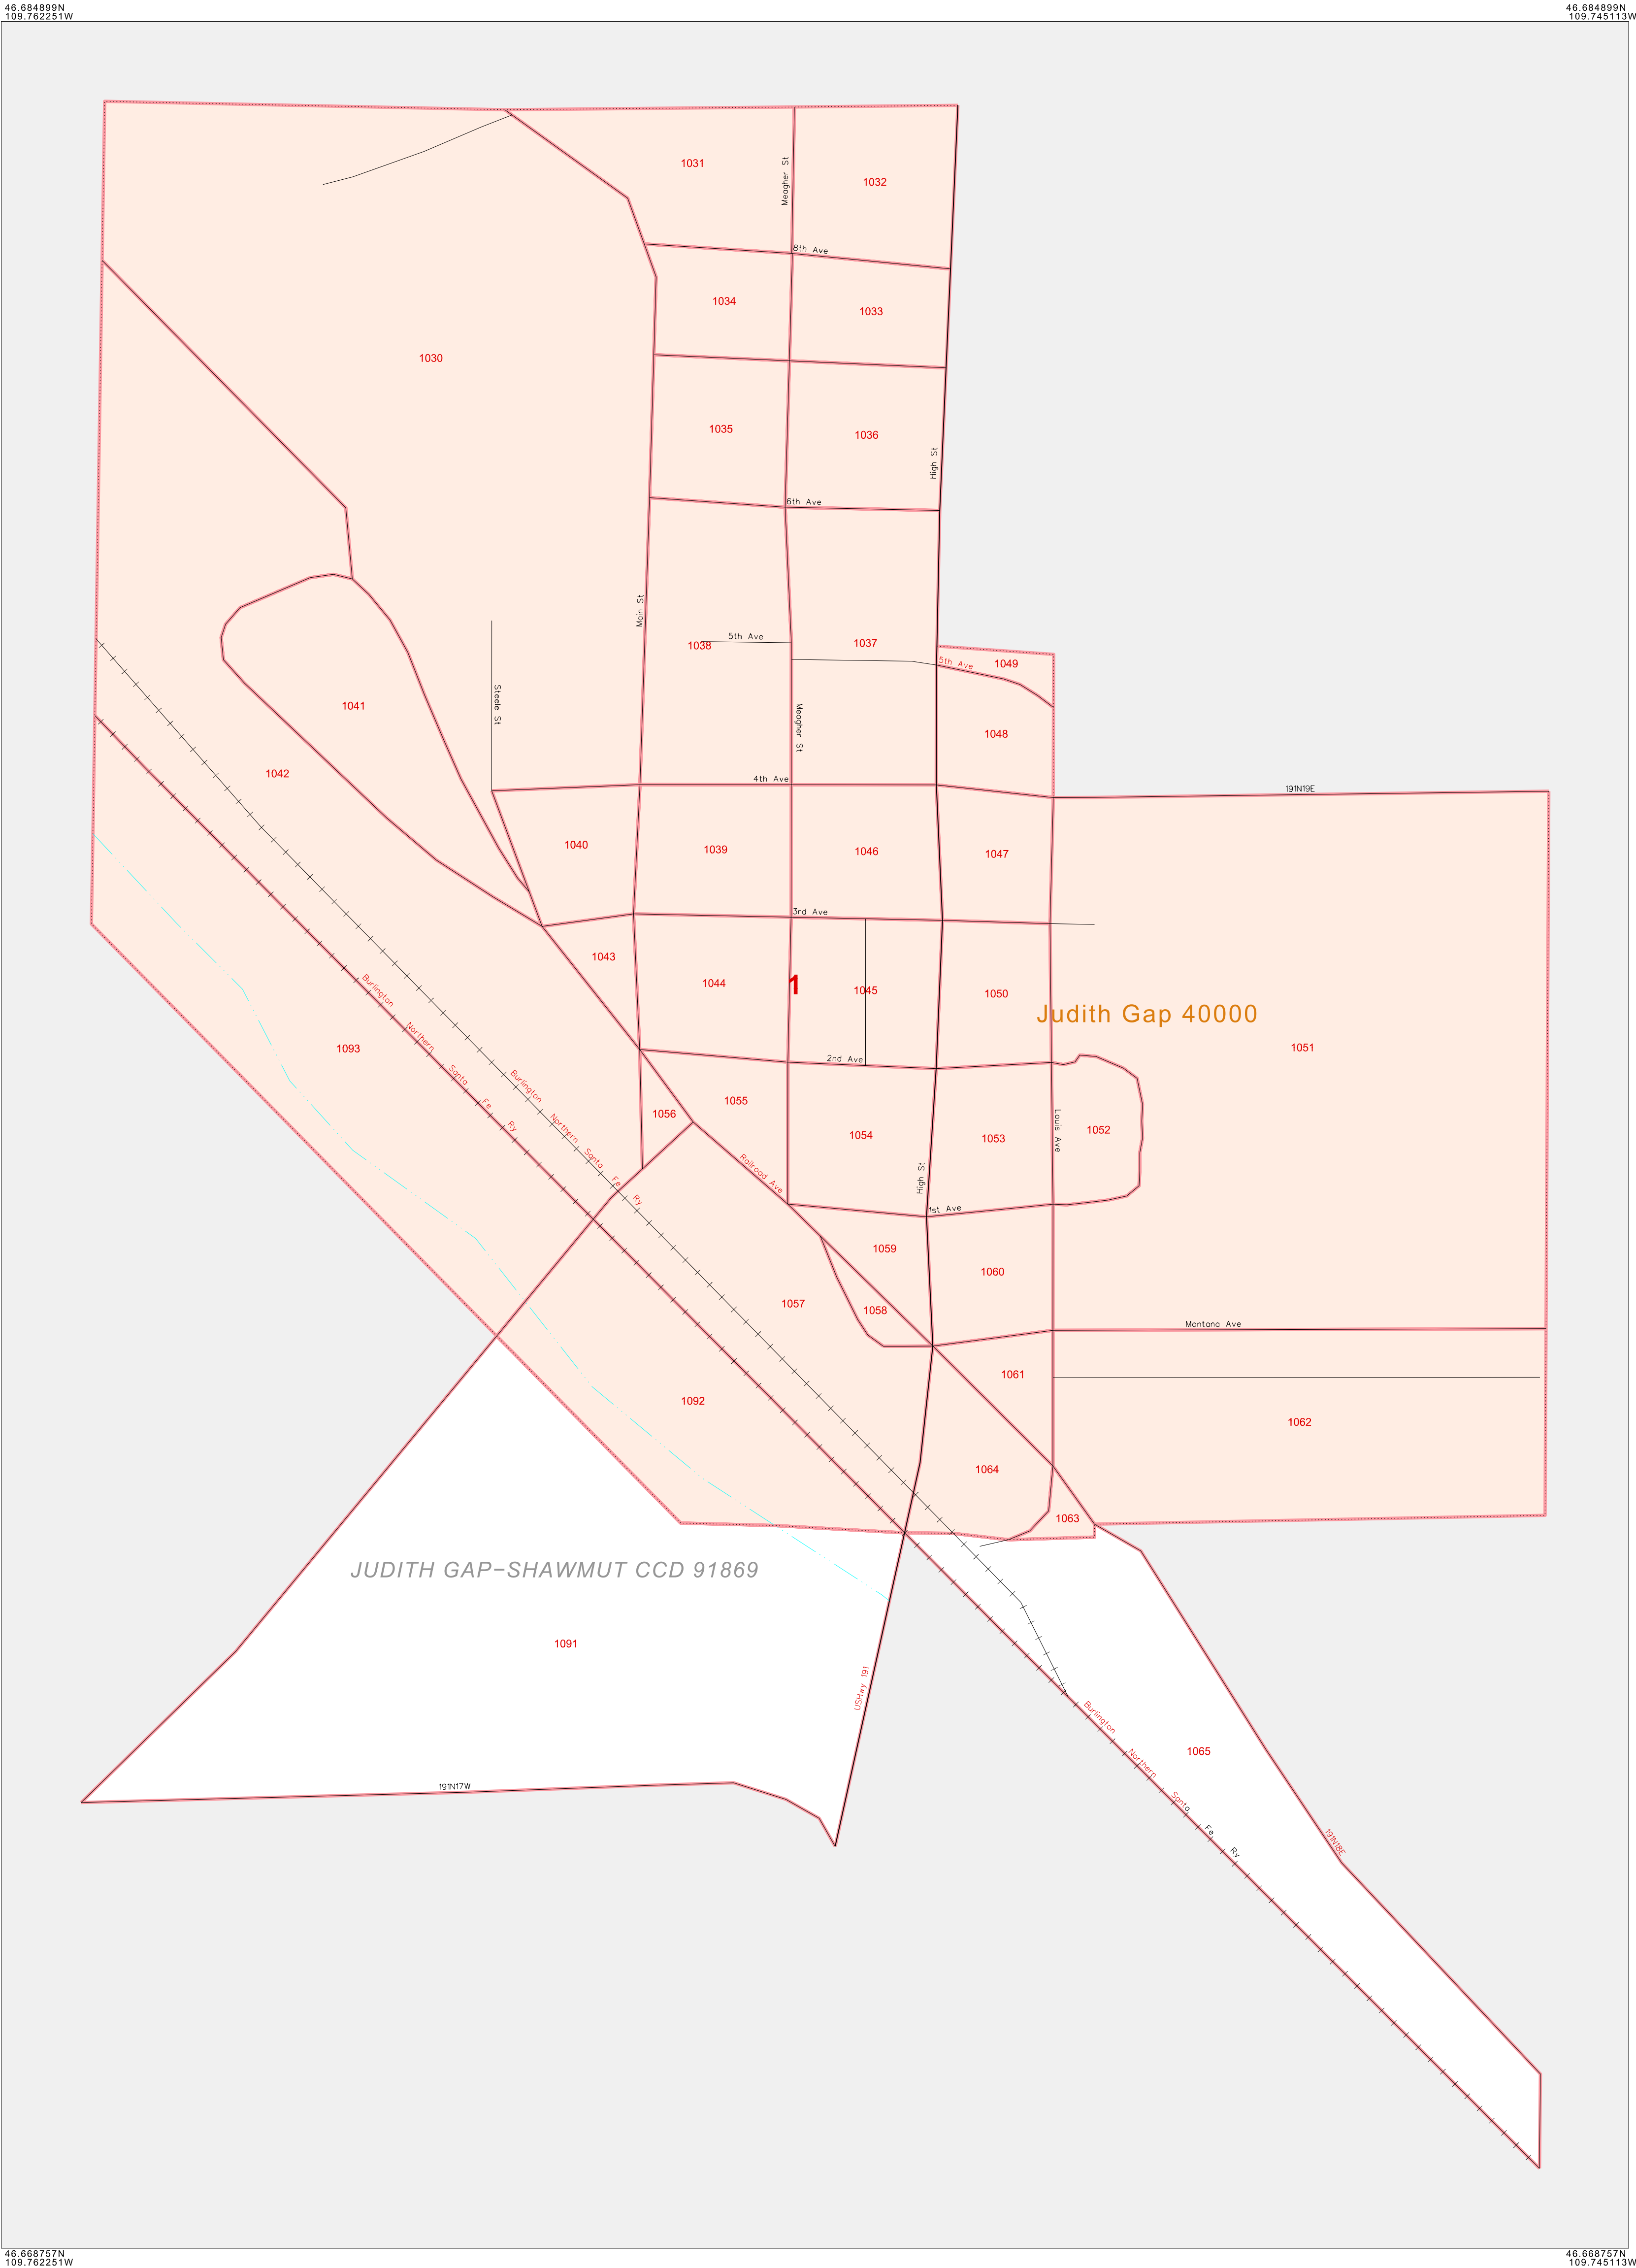 46.684899N
109.762251W
46.684899N
109.745113W
1031
Meagher St
1032
8th Ave
1034
1033
1030
1035
1036
High St
6th Ave
Main St
5th Ave
1038
1037
5th Ave
1049
Steele St
1041
Meagher St
1048
1042
4th Ave
191N19E
1040
1039
1046
1047
3rd Ave
1043
1044
1
1045
1050
Judith Gap 40000
Burlington Northern Santa Fe Ry
1093
1051
2nd Ave
Burlington Northern Santa Fe Ry
1056
1055
1054
1053
Louis Ave
1052
Railroad Ave
High St
1st Ave
1059
1060
1057
1058
Montana Ave
1061
1092
1062
1064
1063
JUDITH GAP-SHAWMUT CCD 91869
1091
USHwy 191
Burlington Northern Santa Fe Ry
1065
191N17W
191N18E
46.668757N
109.762251W
46.668757N
109.745113W